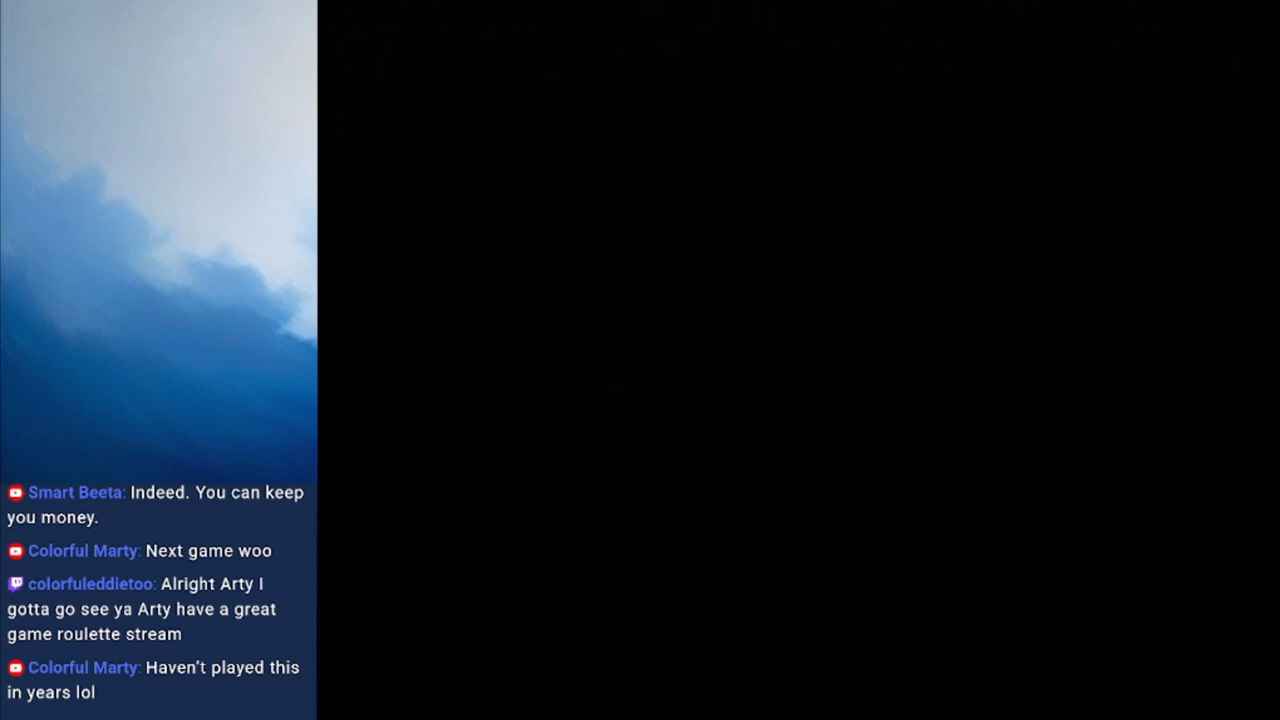 Smart Beeta: Indeed. You can keep
you money.
Colorful Marty: Next game woo
colorfuleddietoo: Alright Arty I
gotta go see ya Arty have a great
game roulette stream
Colorful Marty: Haven't played this
in years lol